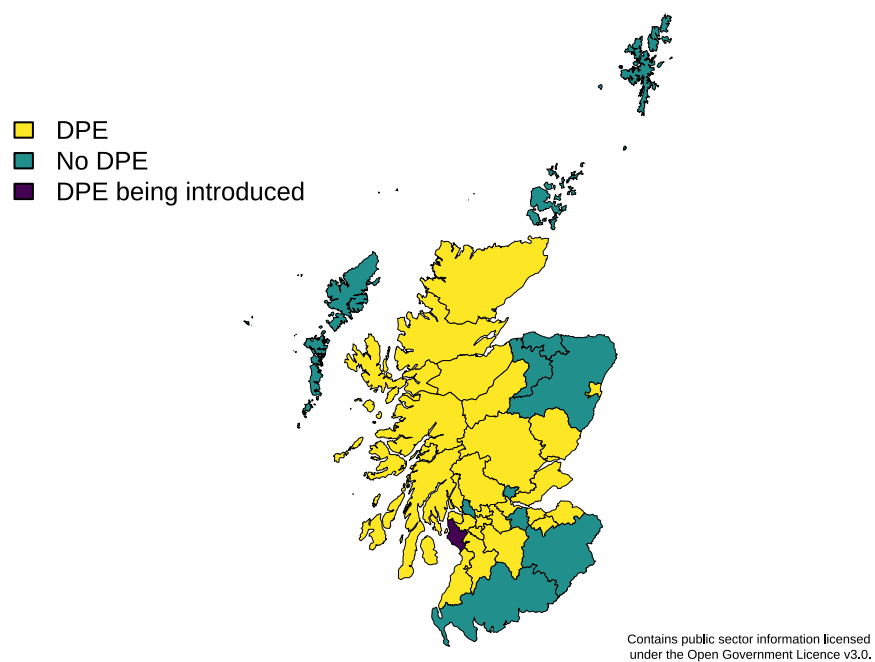 DPE
No DPE
DPE being introduced
Contains public sector information licensed
under the Open Government Licence v3.0.